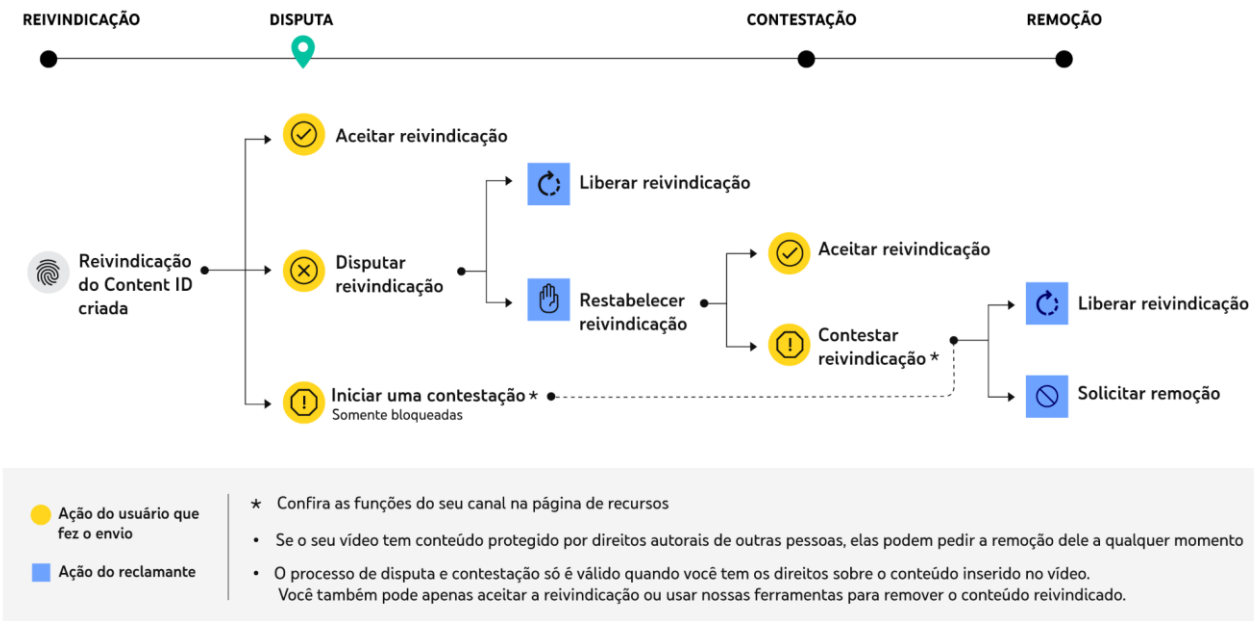 REIVINDICAÇÃO
DISPUTA
CONTESTAÇÃO
REMOÇÃO
Aceitar reivindicação
Liberar reivindicação
Reivindicação
do Content ID
criada
Disputar
reivindicação
Aceitar reivindicação
Restabelecer
reivindicação
Liberar reivindicação
Contestar
reivindicação *
Iniciar uma contestação *
Somente bloqueadas
Solicitar remoção
Ação do usuário que
fez o envio
Ação do reclamante
* Confira as funções do seu canal na página de recursos
• Se o seu vídeo tem conteúdo protegido por direitos autorais de outras pessoas, elas podem pedir a remoção dele a qualquer momento
• O processo de disputa e contestação só é válido quando você tem os direitos sobre o conteúdo inserido no vídeo.
Você também pode apenas aceitar a reivindicação ou usar nossas ferramentas para remover o conteúdo reivindicado.